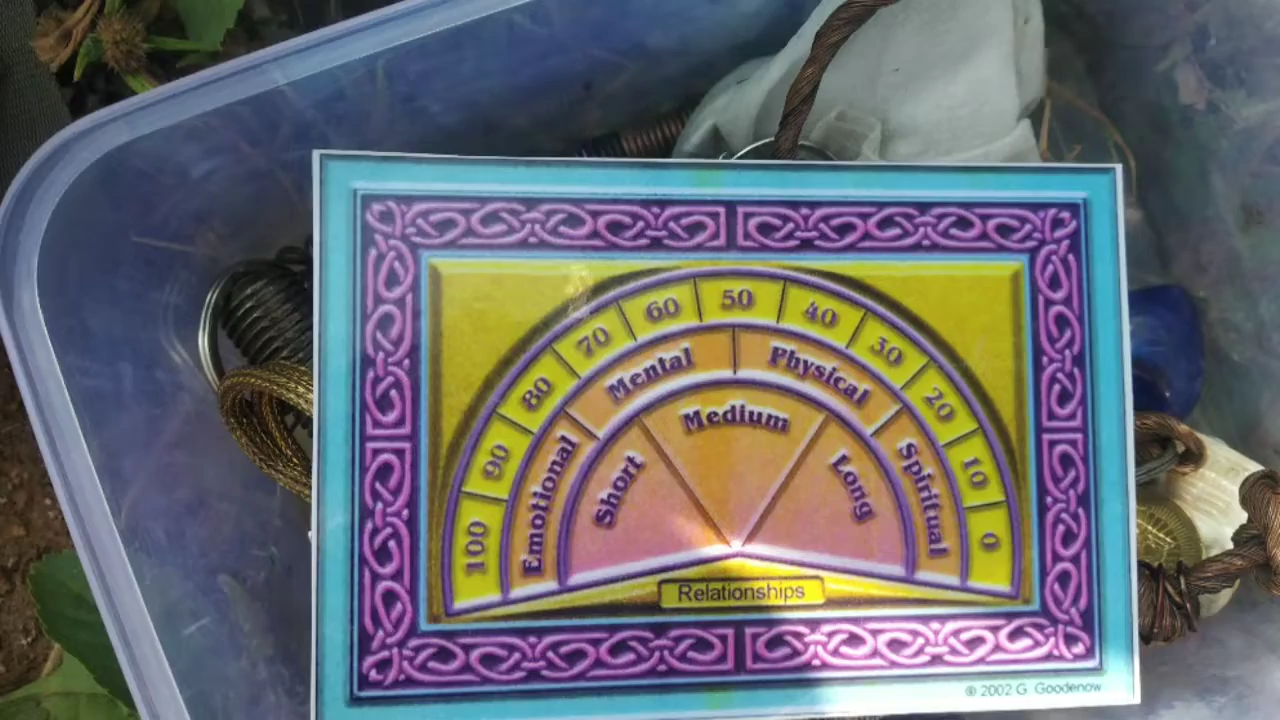 100 90 80 70 60 50 40 30 20 10 0
Emotional Mental Physical Spiritual
Short Medium Long
Relationships
© 2002 G Goodenow